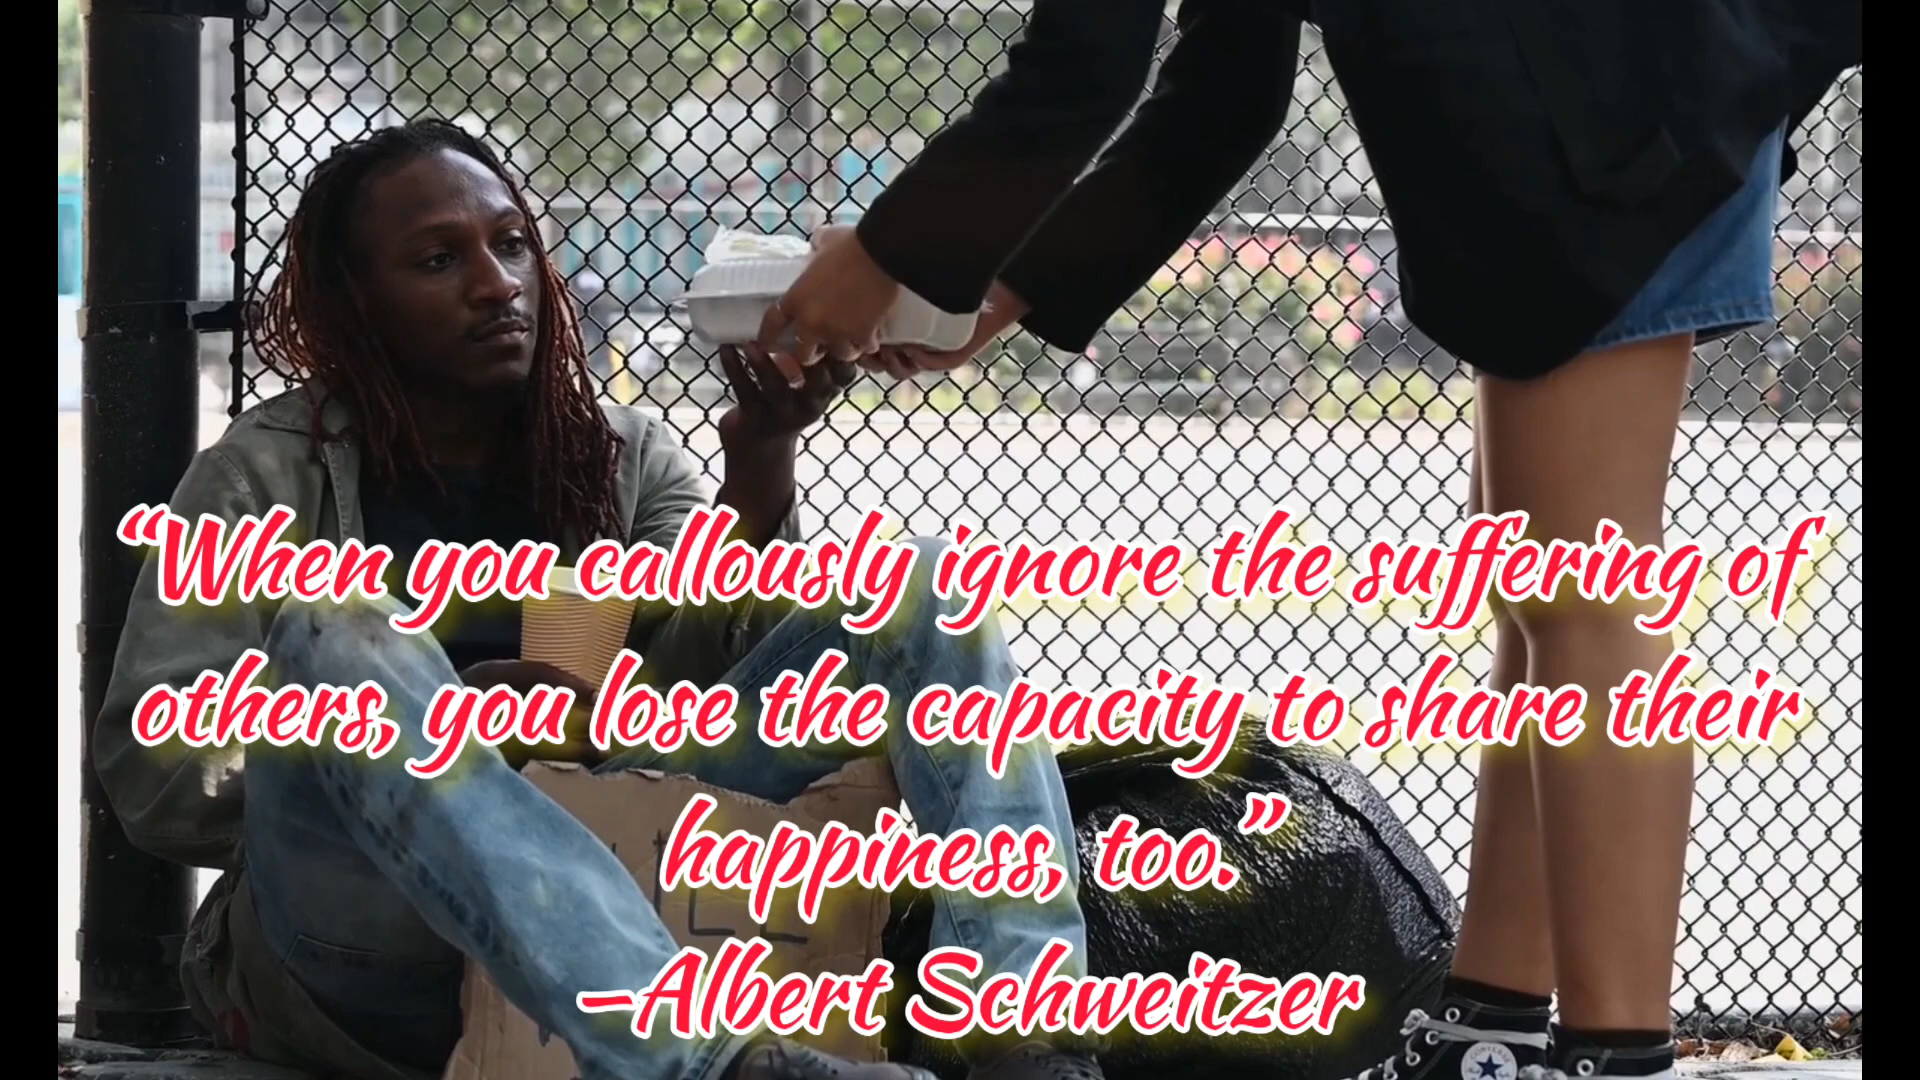 “When you callously ignore the suffering of
others, you lose the capacity to share their
happiness, too.”
–Albert Schweitzer
CONVERSE